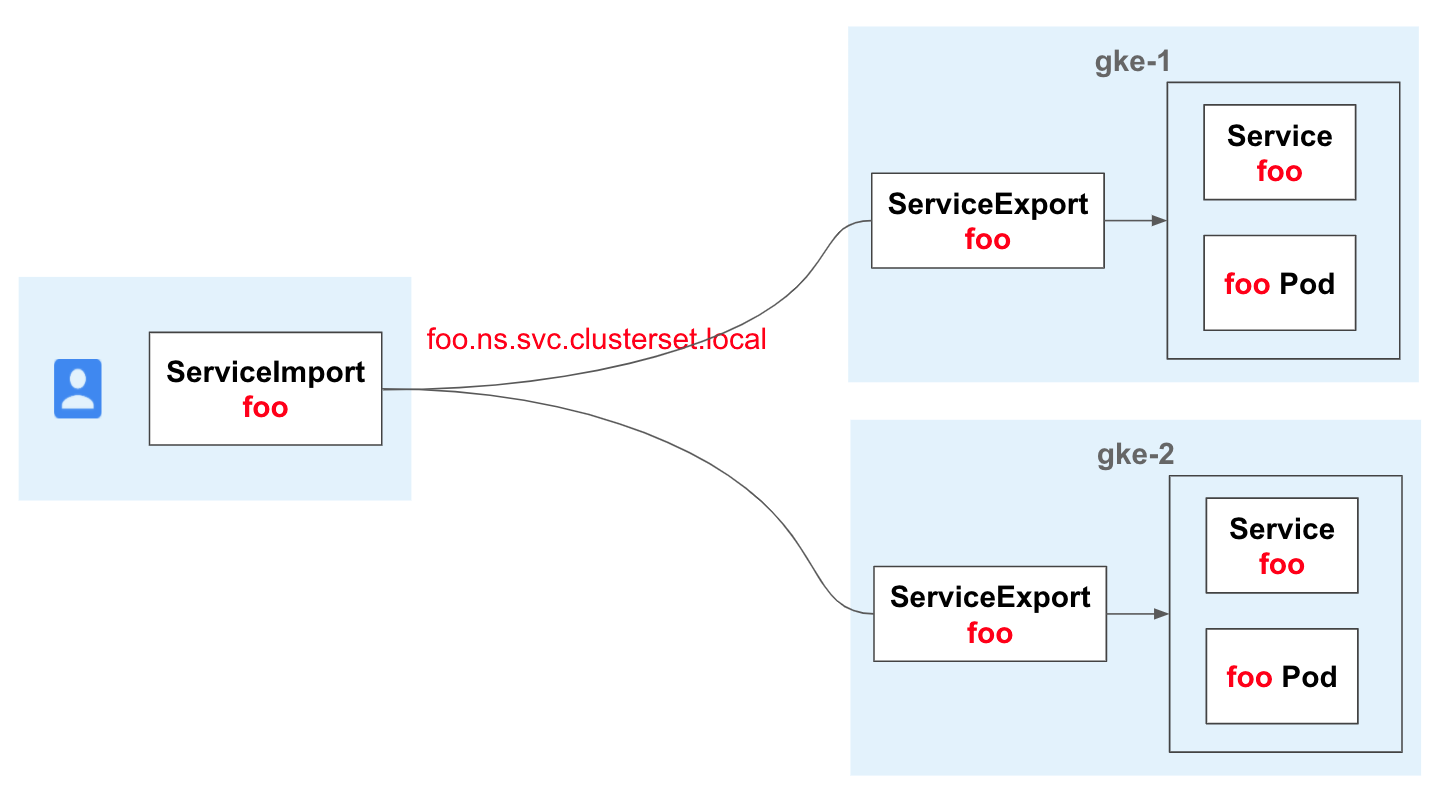 gke-1
Service
foo
ServiceExport
foo
foo Pod
foo.ns.svc.clusterset.local
ServiceImport
foo
gke-2
Service
foo
ServiceExport
foo
foo Pod